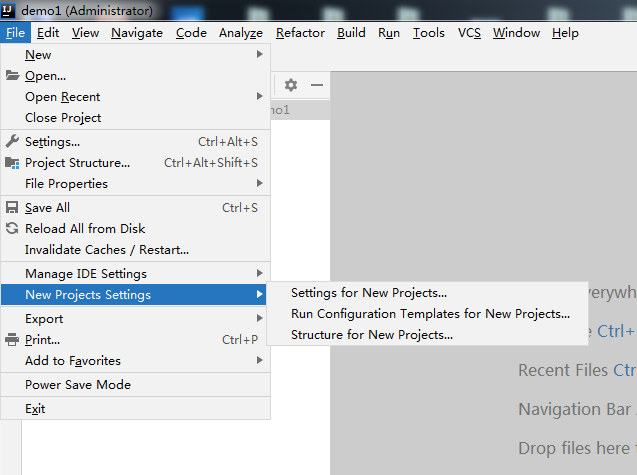 demo1 (Administrator)
File Edit View Navigate Code Analyze Refactor Build Run Tools VCS Window Help
New
Open...
Open Recent
Close Project
Settings... Ctrl+Alt+S
Project Structure... Ctrl+Alt+Shift+S
File Properties
Save All Ctrl+S
Reload All from Disk
Invalidate Caches / Restart...
Manage IDE Settings
New Projects Settings
Export
Print... Ctrl+P
Add to Favorites
Power Save Mode
Exit
Settings for New Projects...
Run Configuration Templates for New Projects...
Structure for New Projects...
Ctrl+
Recent Files
Navigation Bar
Drop files here